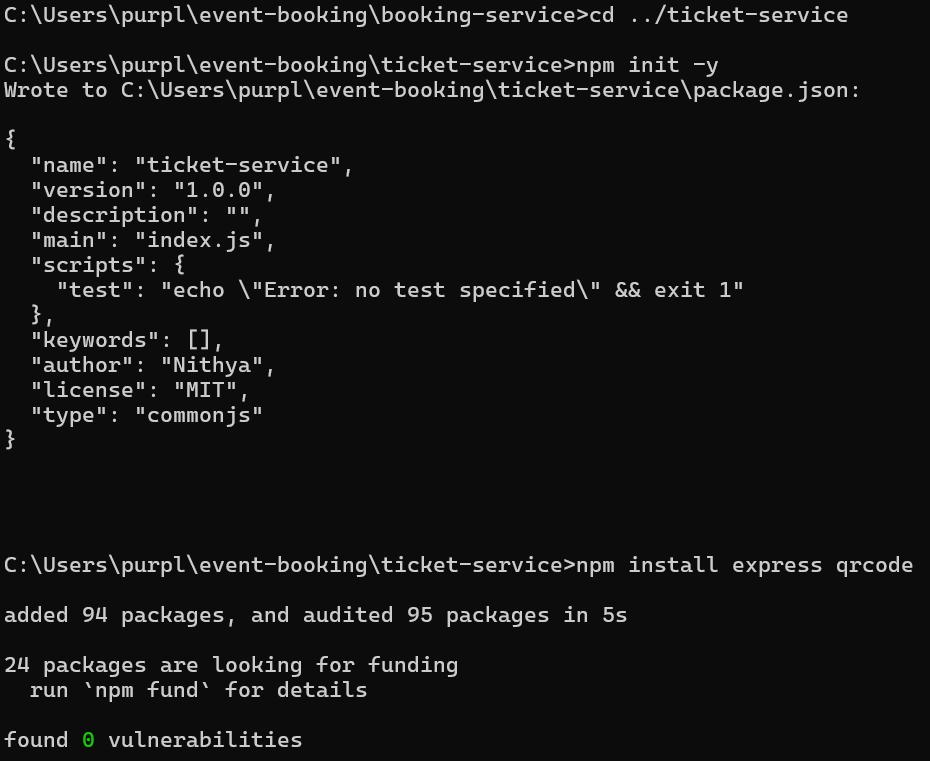 C:\Users\purpl\event-booking\booking-service>cd ../ticket-service
C:\Users\purpl\event-booking\ticket-service>npm init -y
Wrote to C:\Users\purpl\event-booking\ticket-service\package.json:
{
  "name": "ticket-service",
  "version": "1.0.0",
  "description": "",
  "main": "index.js",
  "scripts": {
    "test": "echo \"Error: no test specified\" && exit 1"
  },
  "keywords": [],
  "author": "Nithya",
  "license": "MIT",
  "type": "commonjs"
}
C:\Users\purpl\event-booking\ticket-service>npm install express qrcode
added 94 packages, and audited 95 packages in 5s
24 packages are looking for funding
  run `npm fund` for details
found 0 vulnerabilities